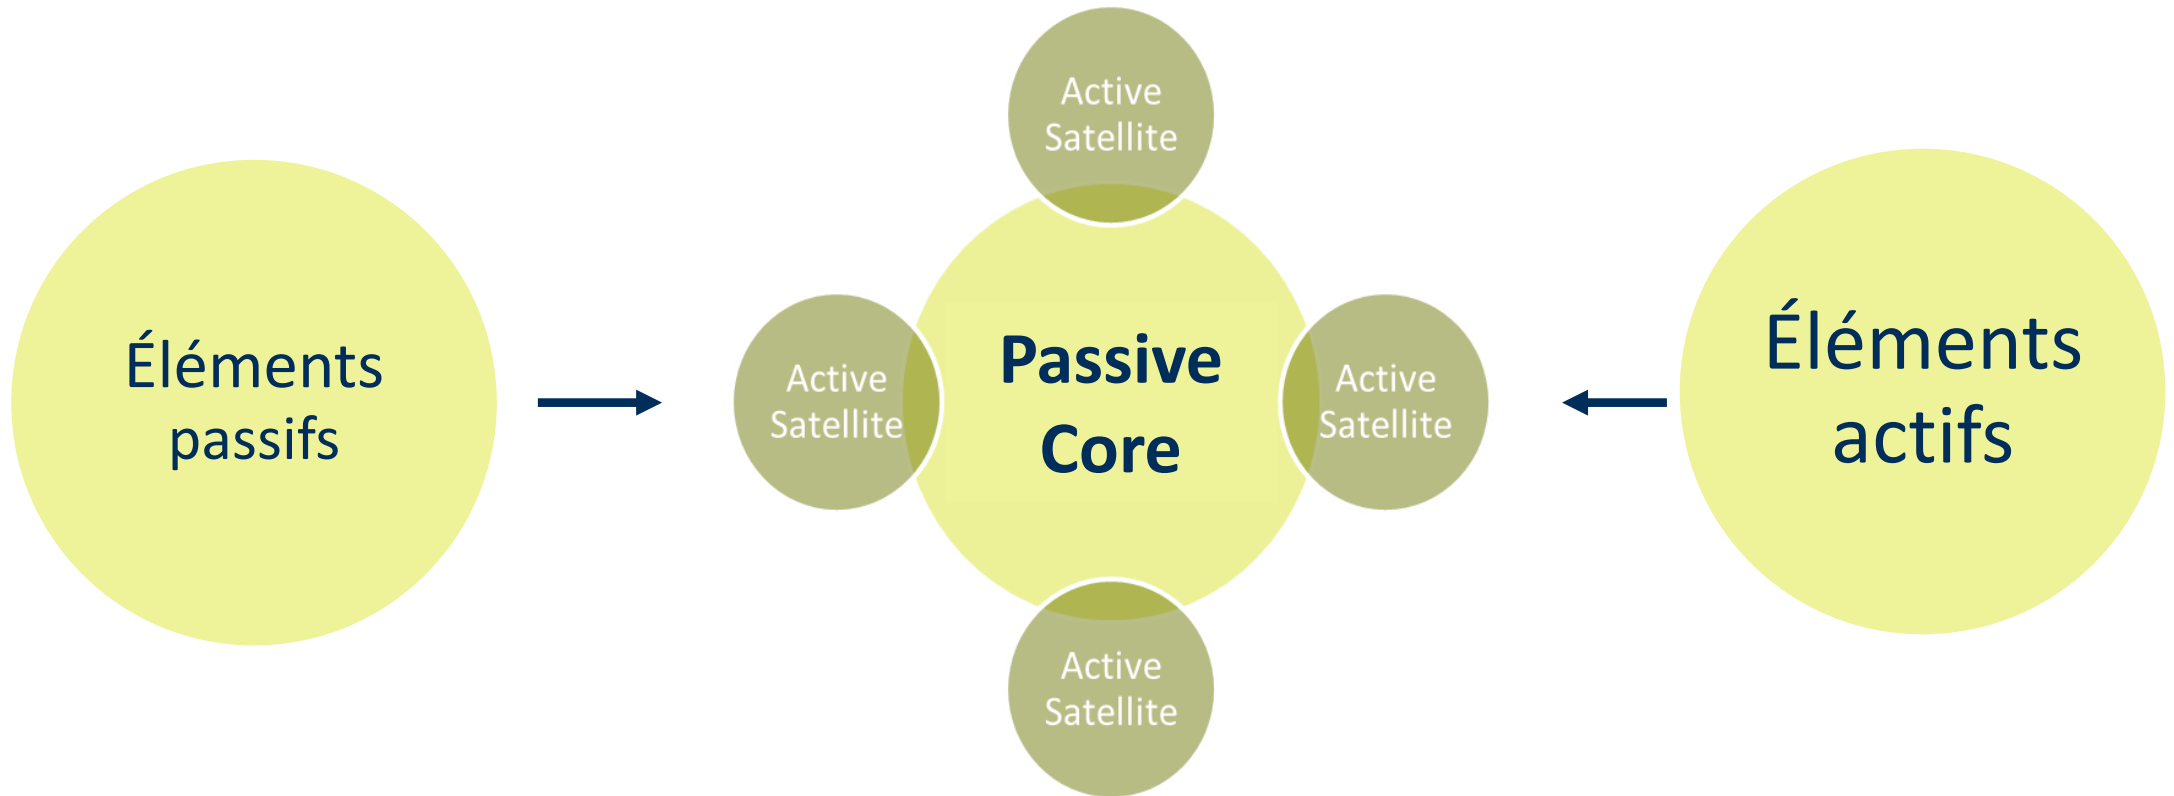 Éléments
passifs
Active
Satellite
Active
Satellite
Passive
Core
Active
Satellite
Active
Satellite
Éléments
actifs